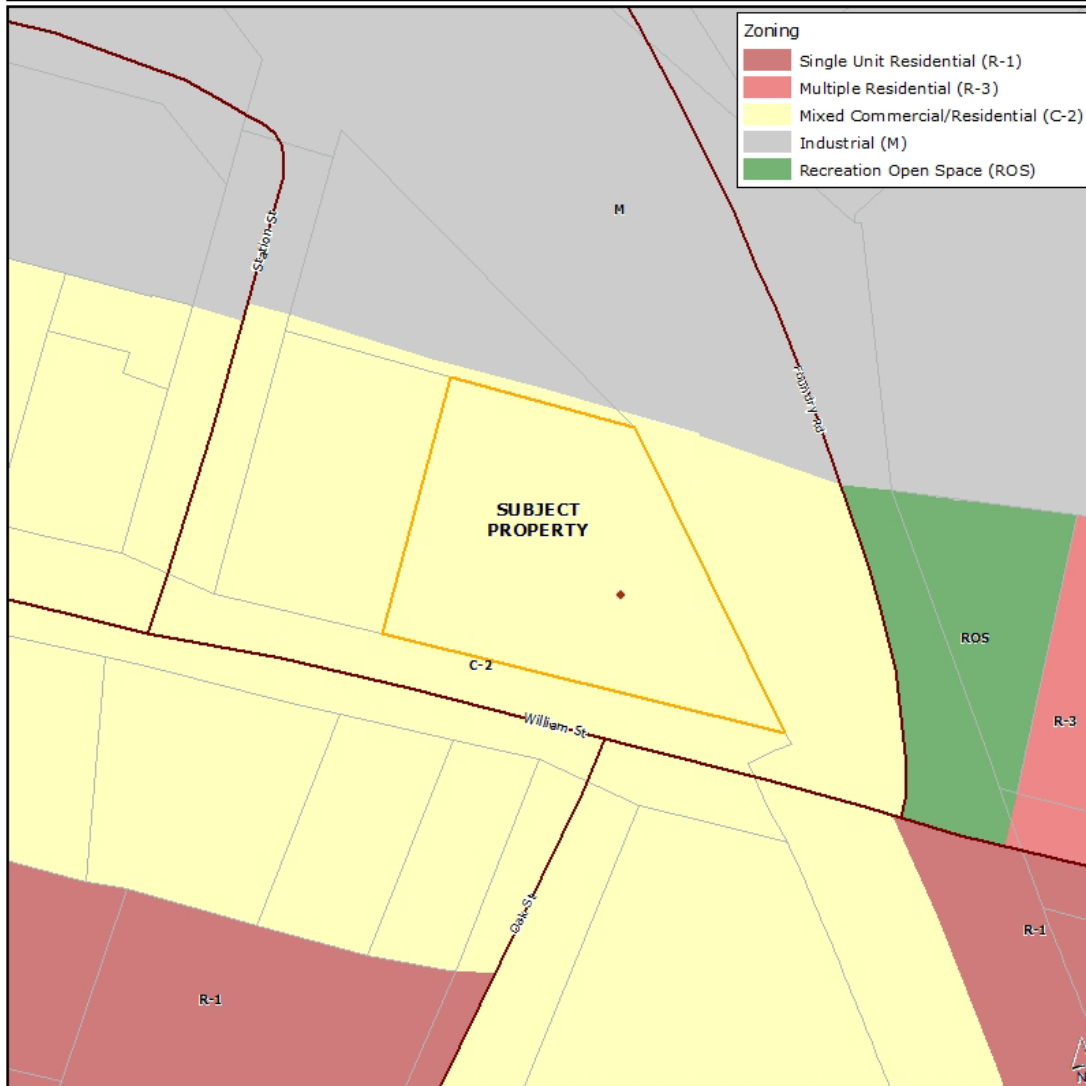 Zoning
Single Unit Residential (R-1)
Multiple Residential (R-3)
Mixed Commercial/Residential (C-2)
Industrial (M)
Recreation Open Space (ROS)
M
Station St
Foundry Rd
SUBJECT
PROPERTY
ROS
C-2
R-3
William St
Oak St
R-1
R-1
N